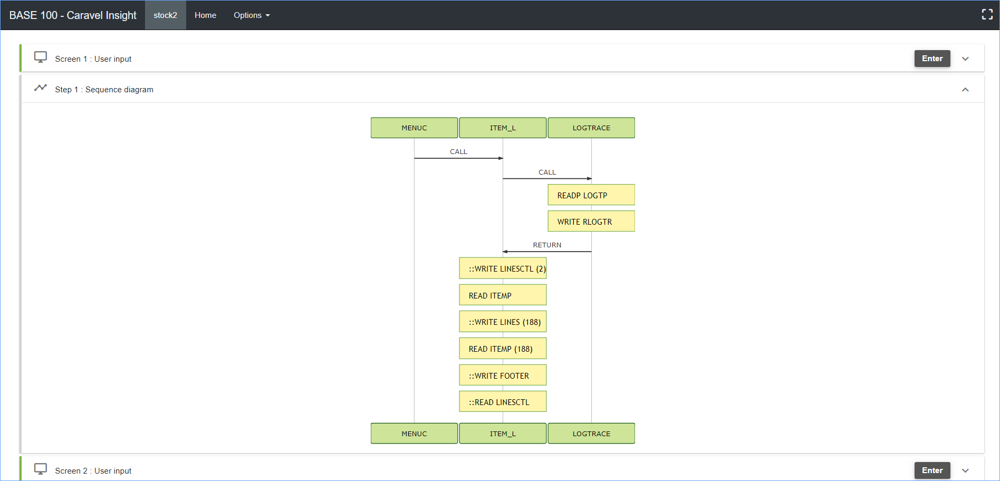 BASE 100 - Caravel Insight stock2 Home Options
Screen 1 : User input Enter
Step 1 : Sequence diagram
MENUC ITEM_L LOGTRACE
CALL
CALL
READP LOGTP
WRITE RLOGTR
RETURN
::WRITE LINESCTL (2)
READ ITEMP
::WRITE LINES (188)
READ ITEMP (188)
::WRITE FOOTER
::READ LINESCTL
MENUC ITEM_L LOGTRACE
Screen 2 : User input Enter